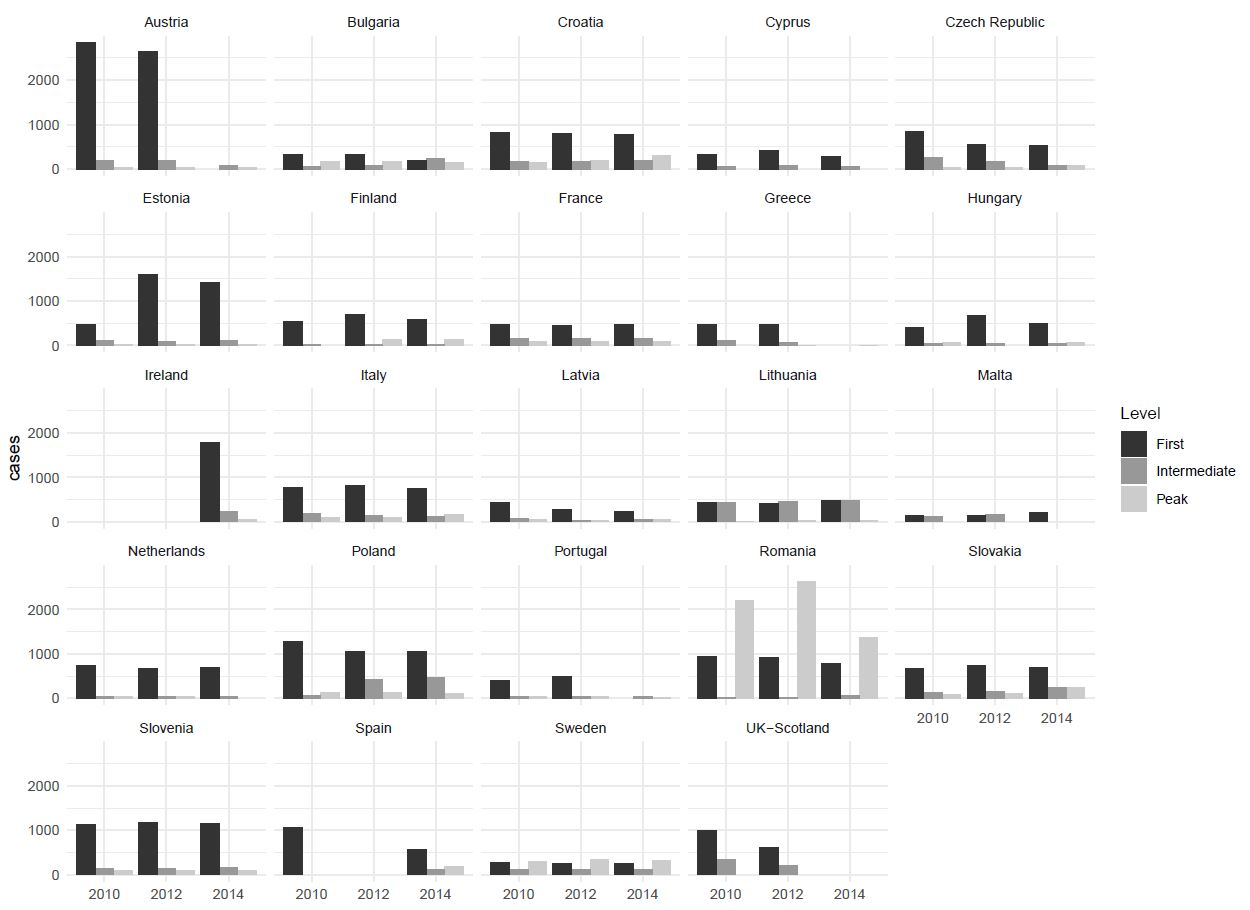 Austria Bulgaria Croatia Cyprus Czech Republic
2000
1000
0
Estonia Finland France Greece Hungary
2000
1000
0
Ireland Italy Latvia Lithuania Malta
2000
1000
0
cases
Level
First
Intermediate
Peak
Netherlands Poland Portugal Romania Slovakia
2000
1000
0
2010 2012 2014
Slovenia Spain Sweden UK−Scotland
2000
1000
0
2010 2012 2014 2010 2012 2014 2010 2012 2014 2010 2012 2014